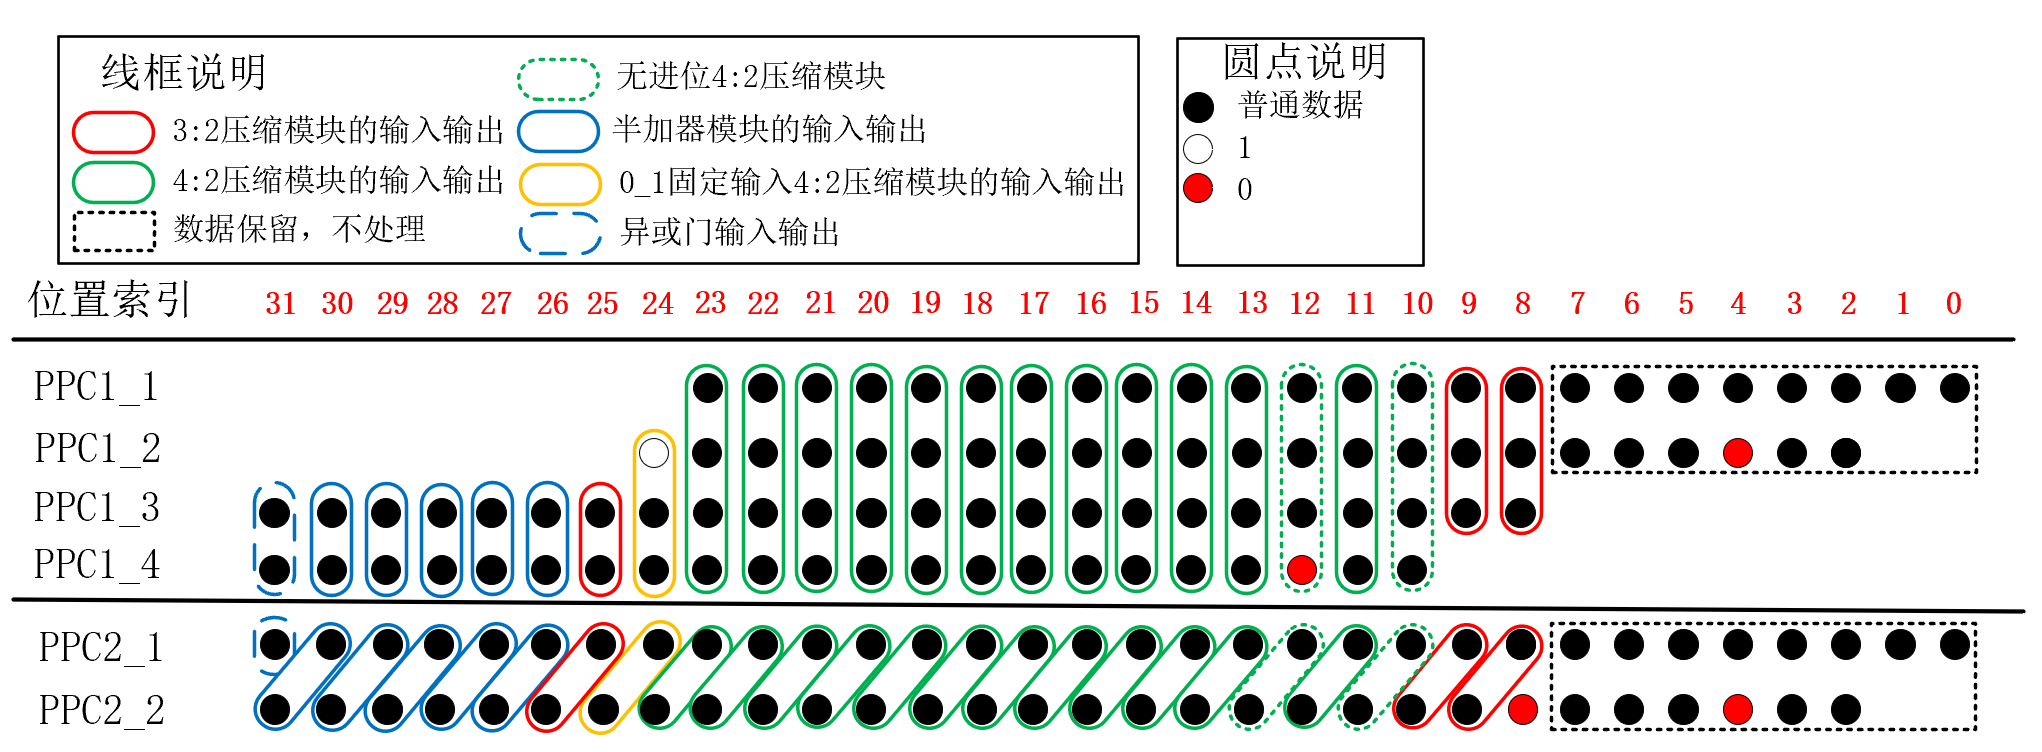 线框说明
3:2压缩模块的输入输出
4:2压缩模块的输入输出
数据保留，不处理
无进位4:2压缩模块
半加器模块的输入输出
0_1固定输入4:2压缩模块的输入输出
异或门输入输出
圆点说明
普通数据
1
0
位置索引 31 30 29 28 27 26 25 24 23 22 21 20 19 18 17 16 15 14 13 12 11 10 9 8 7 6 5 4 3 2 1 0
PPC1_1
PPC1_2
PPC1_3
PPC1_4
PPC2_1
PPC2_2